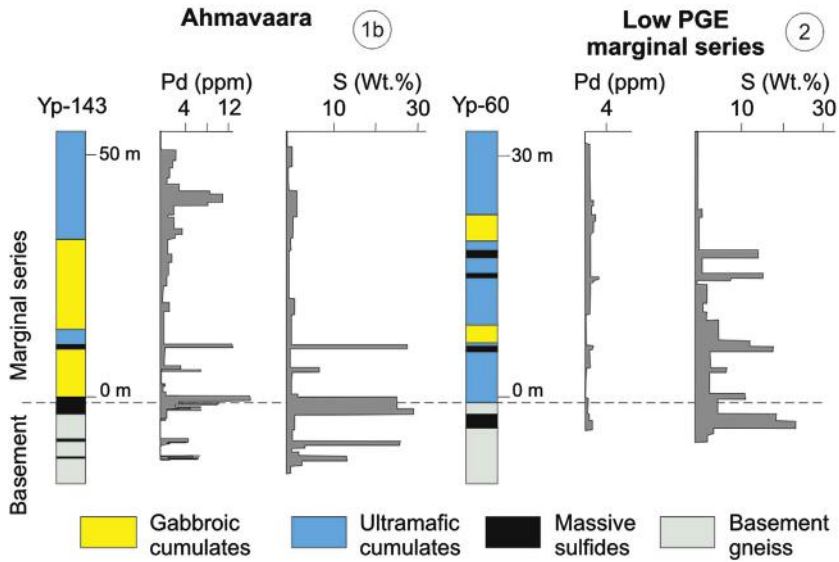 Ahmavaara
1b
Low PGE
marginal series
2
Pd (ppm)
S (Wt.%)
Pd (ppm)
S (Wt.%)
Yp-143
4 12
10 30
Yp-60
4
10 30
50 m
30 m
Marginal series
0 m
0 m
Basement
Gabbroic
cumulates
Ultramafic
cumulates
Massive
sulfides
Basement
gneiss